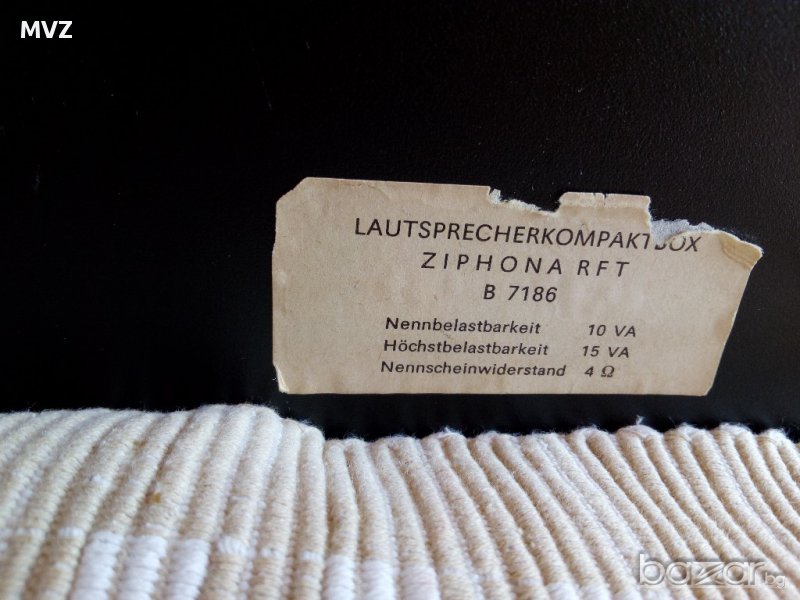 MVZ
LAUTSPRECHERKOMPAKTBOX
ZIPHONA RFT
B 7186
Nennbelastbarkeit 10 VA
Höchstbelastbarkeit 15 VA
Nennscheinwiderstand 4 Ω
bazar.bg